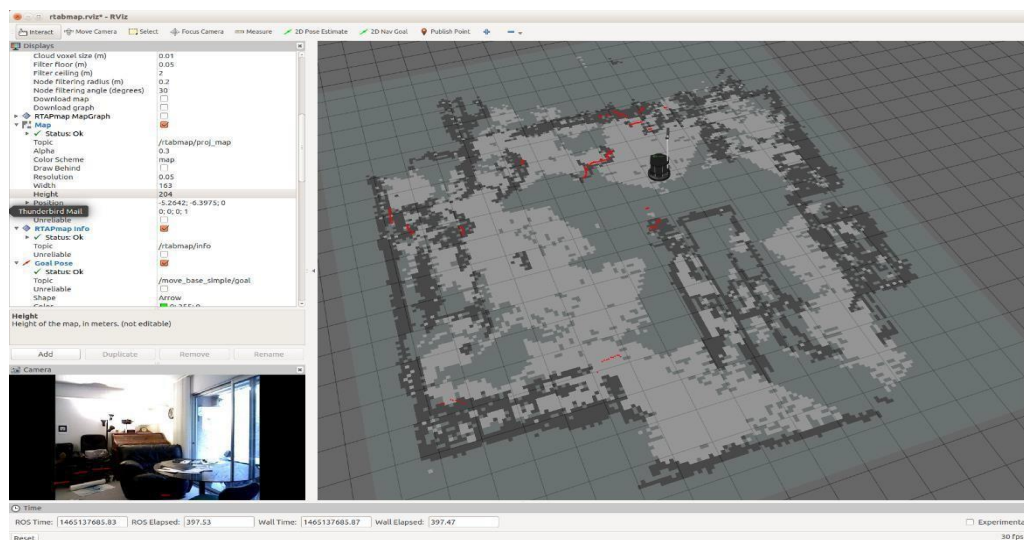 rtabmap.rviz* - RViz
Interact Move Camera Select Focus Camera Measure 2D Pose Estimate 2D Nav Goal Publish Point
Displays
Cloud voxel size (m) 0.01
Filter floor (m) 0.05
Filter ceiling (m) 2
Node filtering radius (m) 0.2
Node filtering angle (degrees) 30
Download map
Download graph
RTAPmap MapGraph
Map
Status: Ok
Topic /rtabmap/proj_map
Alpha 0.3
Color Scheme map
Draw Behind
Resolution 0.05
Width 163
Height 204
Position -5.2642; -6.3975; 0
Thunderbird Mail 0; 0; 0; 1
Unreliable
RTAPmap Info
Status: Ok
Topic /rtabmap/info
Unreliable
Goal Pose
Status: Ok
Topic /move_base_simple/goal
Unreliable
Shape Arrow
Color 0; 255; 0
Height
Height of the map, in meters. (not editable)
Add Duplicate Remove Rename
Camera
Time
ROS Time: 1465137685.83 ROS Elapsed: 397.53 Wall Time: 1465137685.87 Wall Elapsed: 397.47 Experimenta
Reset 30 fps